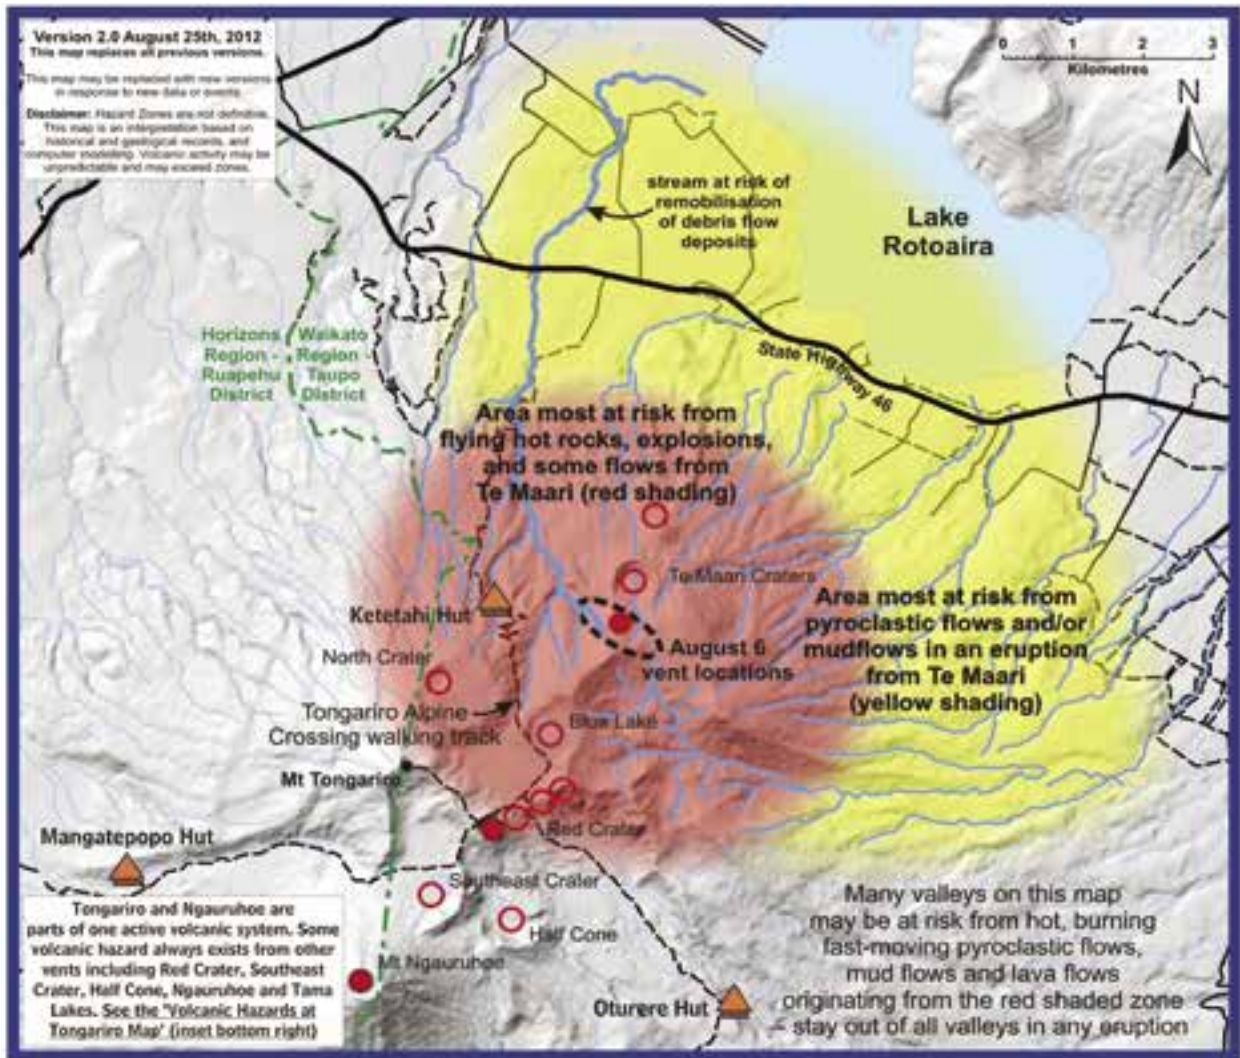 Version 2.0 August 25th, 2012
This map replaces all previous versions.
This map may be replaced with new versions
in response to new data or events.
Disclaimer: Hazard Zones are not definitive.
This map is an interpretation based on
historical and geological records, and
computer modelling. Volcanic activity may be
unpredictable and may exceed zones.
0 1 2 3
Kilometres
N
stream at risk of
remobilisation
of debris flow
deposits
Lake
Rotoaira
Horizons
Region -
Ruapehu
District
Waikato
Region -
Taupo
District
State Highway 46
Area most at risk from
flying hot rocks, explosions,
and some flows from
Te Maari (red shading)
Te Maari Craters
Ketetahi Hut
Area most at risk from
pyroclastic flows and/or
mudflows in an eruption
from Te Maari
(yellow shading)
August 6
vent locations
North Crater
Tongariro Alpine
Crossing walking track
Blue Lake
Mt Tongariro
Red Crater
Mangatepopo Hut
Southeast Crater
Half Cone
Mt Ngauruhoe
Tongariro and Ngauruhoe are
parts of one active volcanic system. Some
volcanic hazard always exists from other
vents including Red Crater, Southeast
Crater, Half Cone, Ngauruhoe and Tama
Lakes. See the 'Volcanic Hazards at
Tongariro Map' (inset bottom right)
Oturere Hut
Many valleys on this map
may be at risk from hot, burning
fast-moving pyroclastic flows,
mud flows and lava flows
originating from the red shaded zone
- stay out of all valleys in any eruption